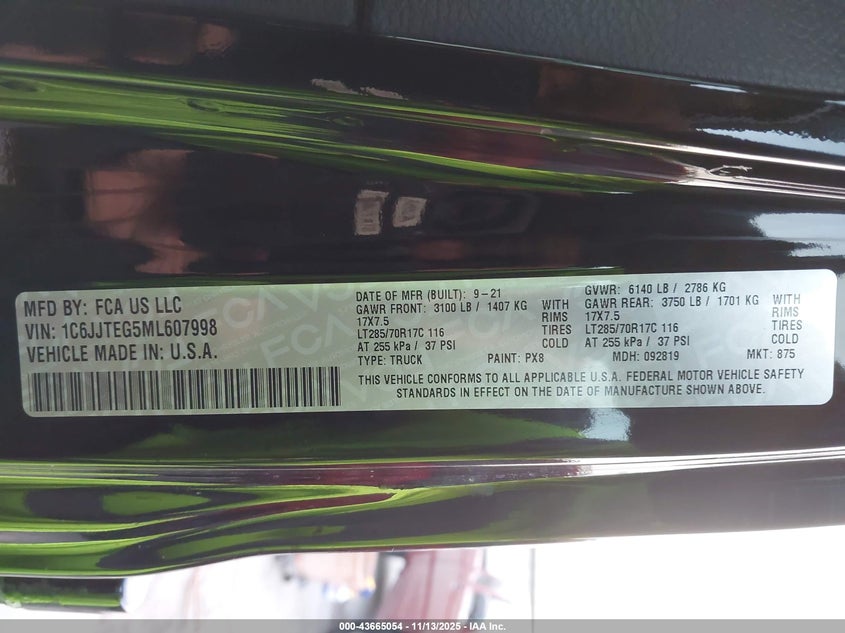 MFD BY: FCA US LLC
VIN: 1C6JJTEG5ML607998
VEHICLE MADE IN: U.S.A.
DATE OF MFR (BUILT): 9-21
GAWR FRONT: 3100 LB / 1407 KG WITH
17X7.5 RIMS
LT285/70R17C 116 TIRES
AT 255 kPa / 37 PSI COLD
TYPE: TRUCK PAINT: PX8
GVWR: 6140 LB / 2786 KG
GAWR REAR: 3750 LB / 1701 KG WITH
17X7.5 RIMS
LT285/70R17C 116 TIRES
AT 255 kPa / 37 PSI COLD
MDH: 092819 MKT: 875
THIS VEHICLE CONFORMS TO ALL APPLICABLE U.S.A. FEDERAL MOTOR VEHICLE SAFETY
STANDARDS IN EFFECT ON THE DATE OF MANUFACTURE SHOWN ABOVE.
000-43665054 - 11/13/2025 - IAA Inc.